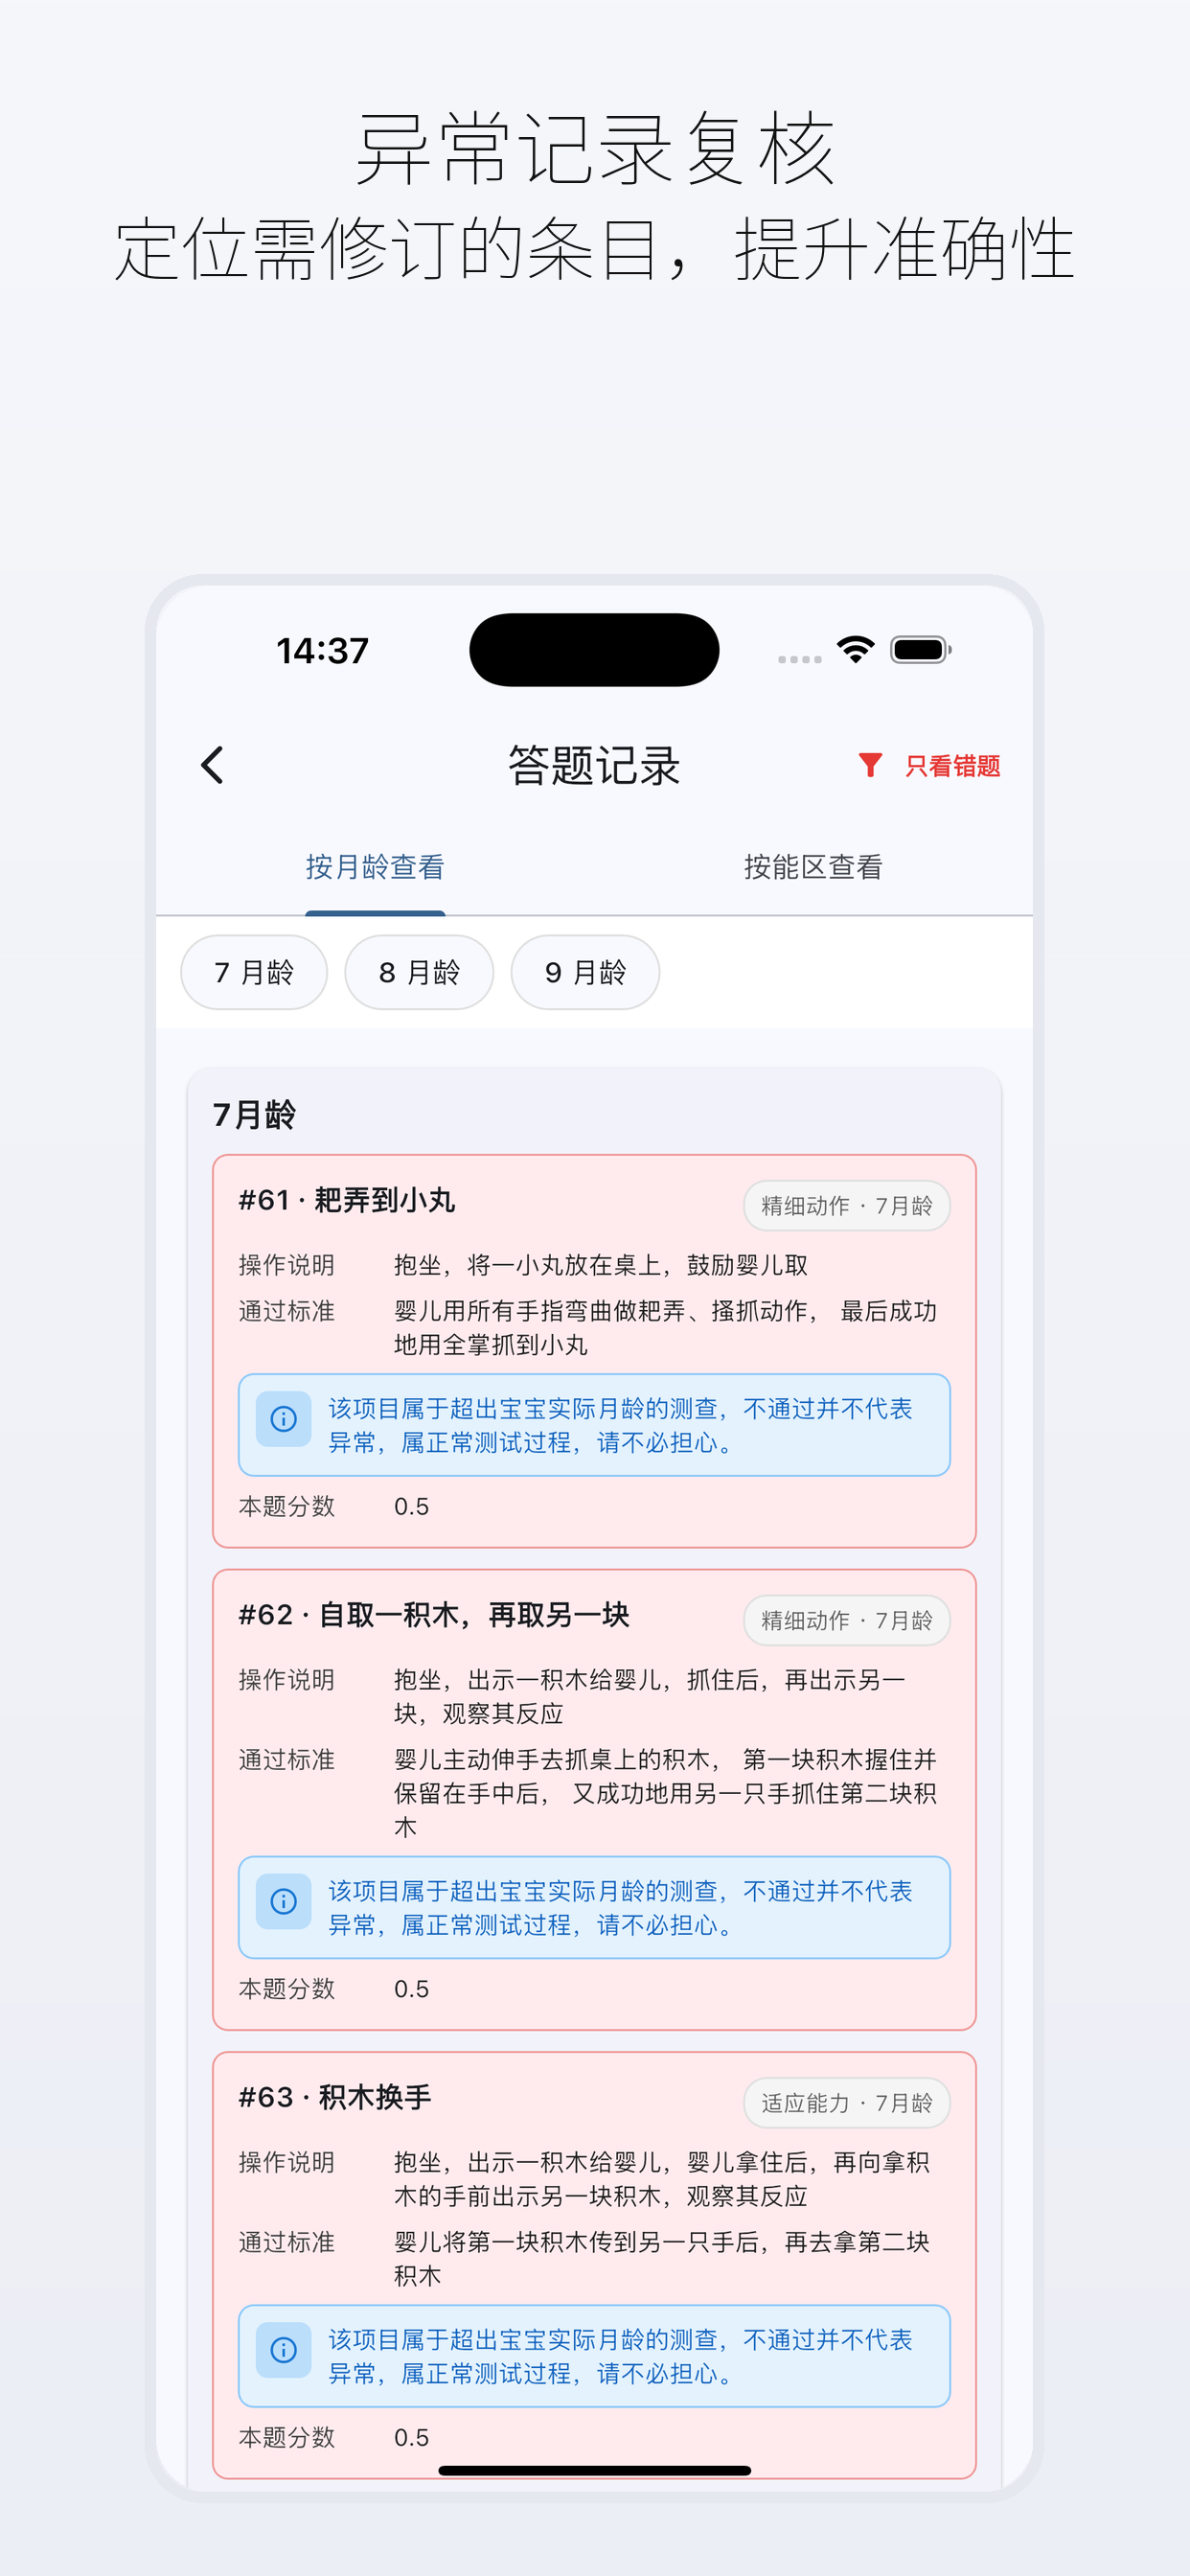 异常记录复核
定位需修订的条目，提升准确性
14:37
答题记录
只看错题
按月龄查看
按能区查看
7 月龄
8 月龄
9 月龄
7月龄
#61 · 耙弄到小丸
精细动作 · 7月龄
操作说明
抱坐，将一小丸放在桌上，鼓励婴儿取
通过标准
婴儿用所有手指弯曲做耙弄、搔抓动作， 最后成功
地用全掌抓到小丸
该项目属于超出宝宝实际月龄的测查，不通过并不代表
异常，属正常测试过程，请不必担心。
本题分数
0.5
#62 · 自取一积木，再取另一块
精细动作 · 7月龄
操作说明
抱坐，出示一积木给婴儿，抓住后，再出示另一
块，观察其反应
通过标准
婴儿主动伸手去抓桌上的积木， 第一块积木握住并
保留在手中后， 又成功地用另一只手抓住第二块积
木
该项目属于超出宝宝实际月龄的测查，不通过并不代表
异常，属正常测试过程，请不必担心。
本题分数
0.5
#63 · 积木换手
适应能力 · 7月龄
操作说明
抱坐，出示一积木给婴儿，婴儿拿住后，再向拿积
木的手前出示另一块积木，观察其反应
通过标准
婴儿将第一块积木传到另一只手后，再去拿第二块
积木
该项目属于超出宝宝实际月龄的测查，不通过并不代表
异常，属正常测试过程，请不必担心。
本题分数
0.5